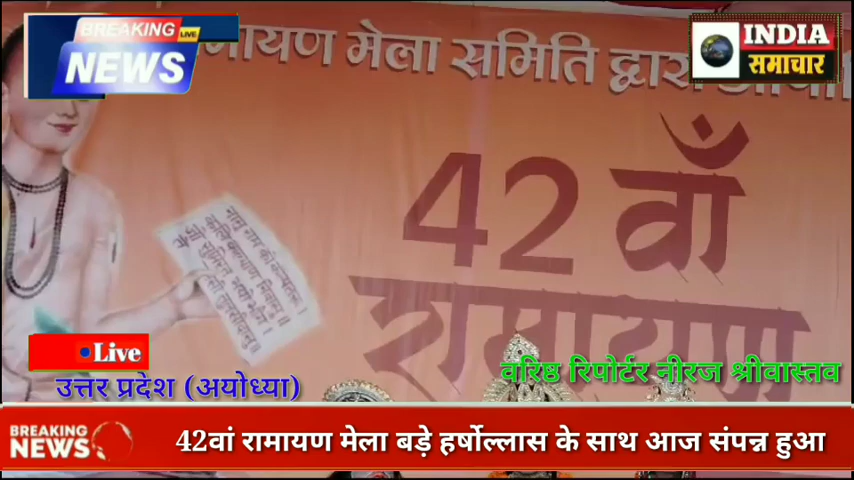 BREAKING LIVE
NEWS
INDIA
समाचार
रामायण मेला समिति द्वारा
42 वाँ
रामायण
Live
उत्तर प्रदेश (अयोध्या)
वरिष्ठ रिपोर्टर नीरज श्रीवास्तव
BREAKING
NEWS
42वां रामायण मेला बड़े हर्षोल्लास के साथ आज संपन्न हुआ